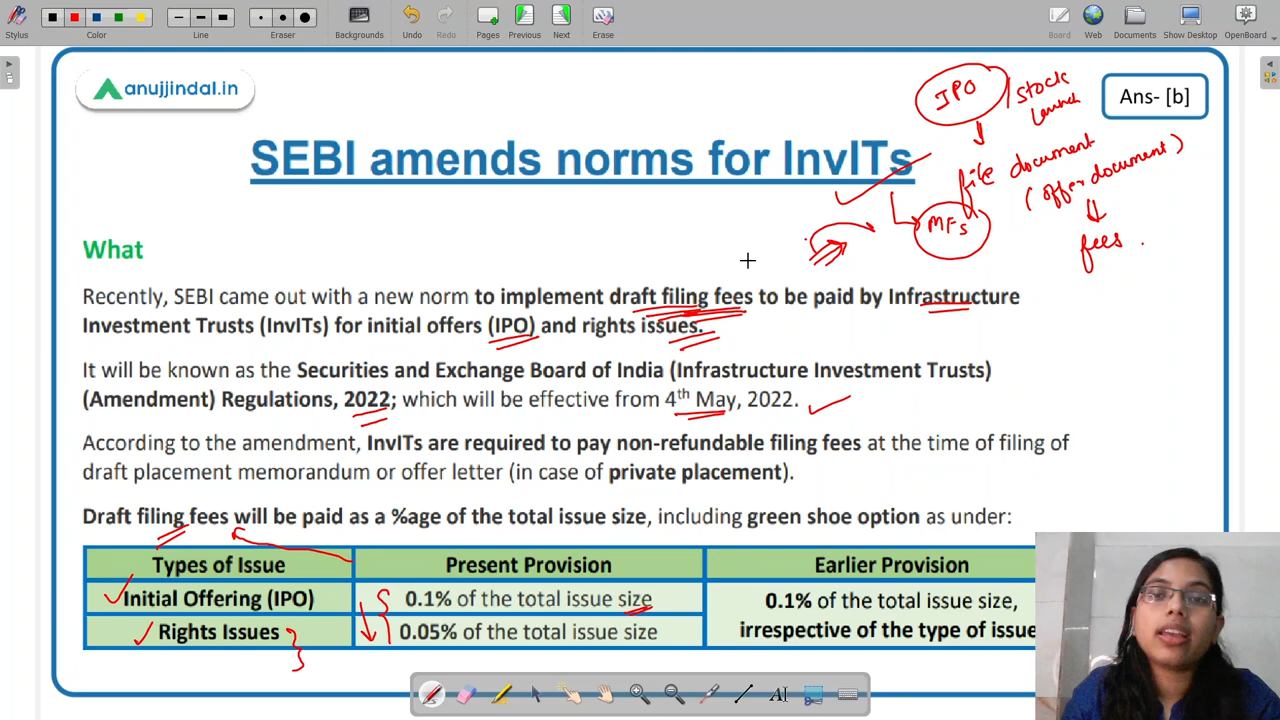 Stylus
Color
Line
Eraser
Backgrounds
Undo
Redo
Pages
Previous
Next
Erase
Board
Web
Documents
Show Desktop
OpenBoard
anujjindal.in
IPO
Stock
Launch
Ans- [b]
SEBI amends norms for InvITs
file document
(offer document)
MFs
fees .
What
Recently, SEBI came out with a new norm to implement draft filing fees to be paid by Infrastructure
Investment Trusts (InvITs) for initial offers (IPO) and rights issues.
It will be known as the Securities and Exchange Board of India (Infrastructure Investment Trusts)
(Amendment) Regulations, 2022; which will be effective from 4th May, 2022.
According to the amendment, InvITs are required to pay non-refundable filing fees at the time of filing of
draft placement memorandum or offer letter (in case of private placement).
Draft filing fees will be paid as a %age of the total issue size, including green shoe option as under:
Types of Issue
Present Provision
Earlier Provision
Initial Offering (IPO)
0.1% of the total issue size
0.1% of the total issue size,
irrespective of the type of issue
Rights Issues
0.05% of the total issue size